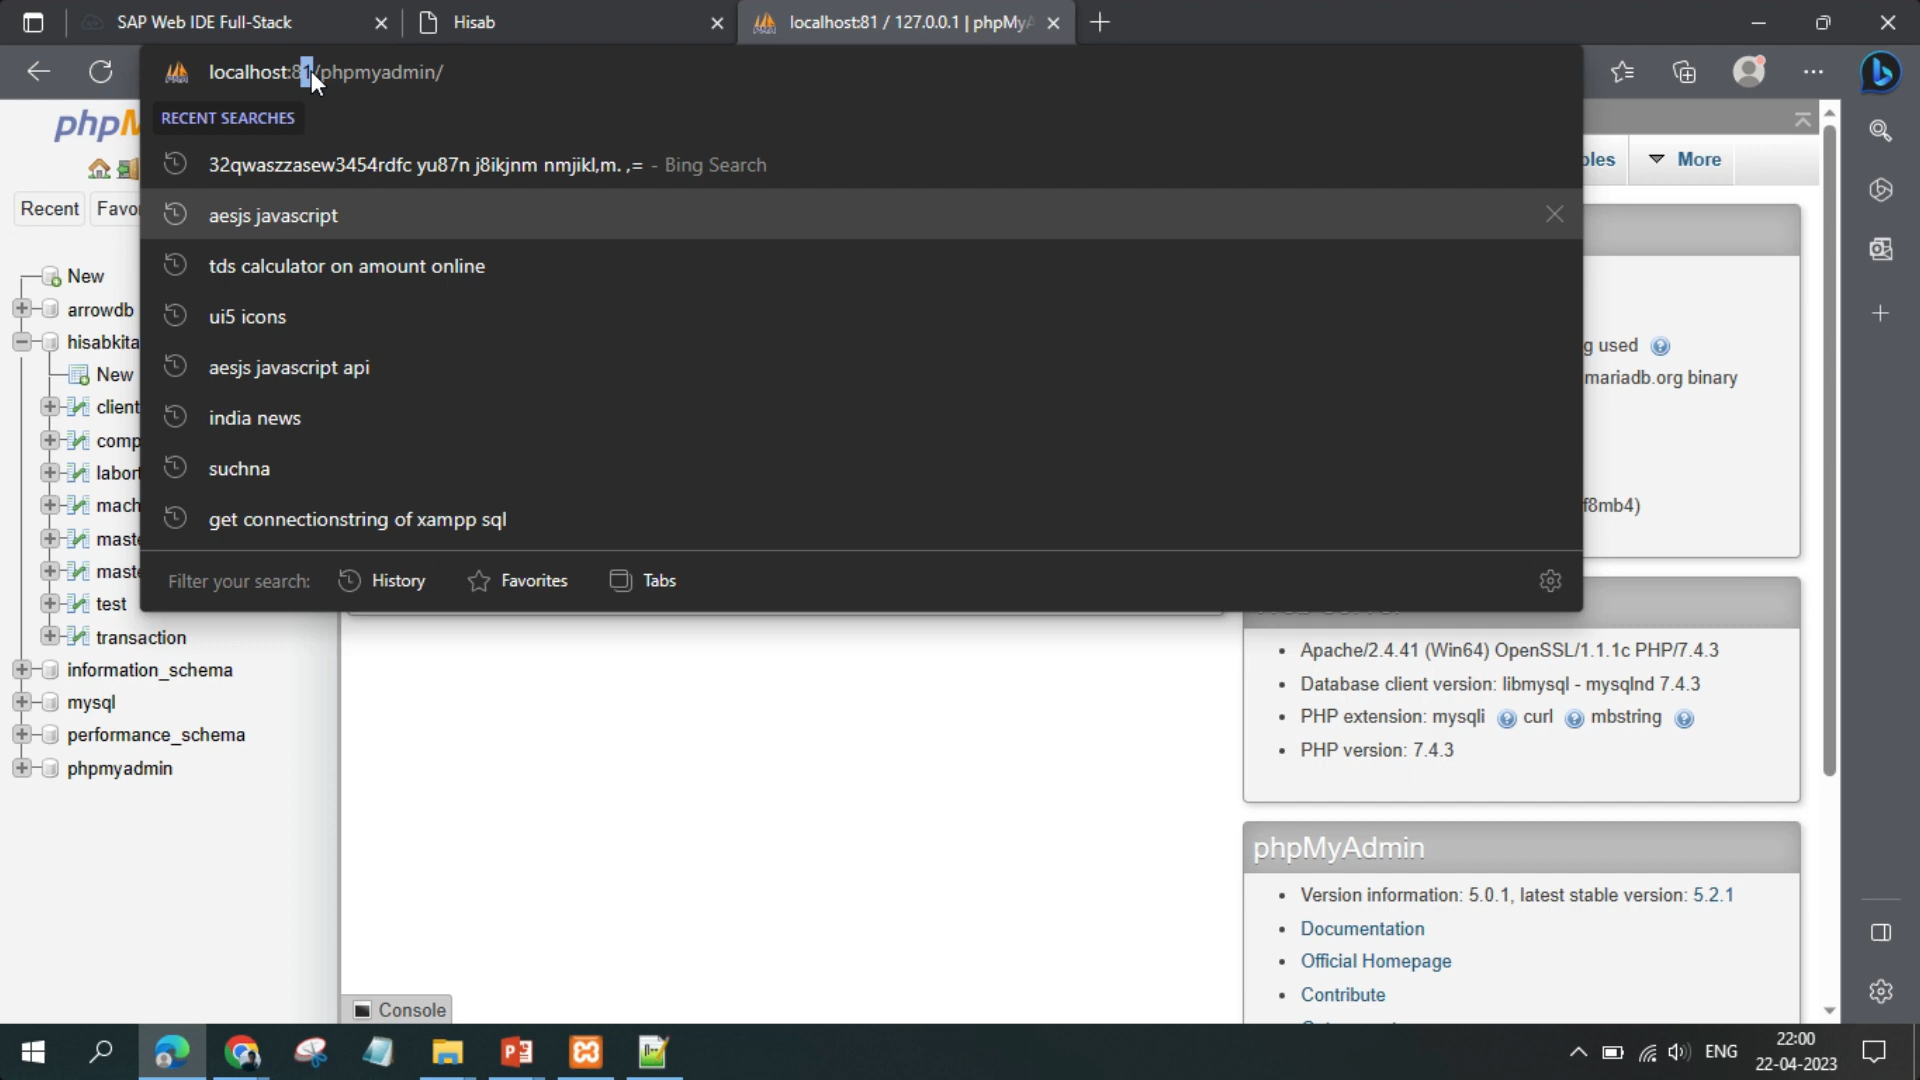 SAP Web IDE Full-Stack
Hisab
localhost:81 / 127.0.0.1 | phpMyA
localhost:81/phpmyadmin/
RECENT SEARCHES
32qwaszzasew3454rdfc yu87n j8ikjnm nmjikl,m. ,= - Bing Search
aesjs javascript
tds calculator on amount online
ui5 icons
aesjs javascript api
india news
suchna
get connectionstring of xampp sql
Filter your search: History Favorites Tabs
phpM
Recent Favo
New
arrowdb
hisabkita
New
client
comp
labor
mach
maste
maste
test
transaction
information_schema
mysql
performance_schema
phpmyadmin
bles More
g used
mariadb.org binary
f8mb4)
Apache/2.4.41 (Win64) OpenSSL/1.1.1c PHP/7.4.3
Database client version: libmysql - mysqlnd 7.4.3
PHP extension: mysqli curl mbstring
PHP version: 7.4.3
phpMyAdmin
Version information: 5.0.1, latest stable version: 5.2.1
Documentation
Official Homepage
Contribute
Console
ENG
22:00
22-04-2023